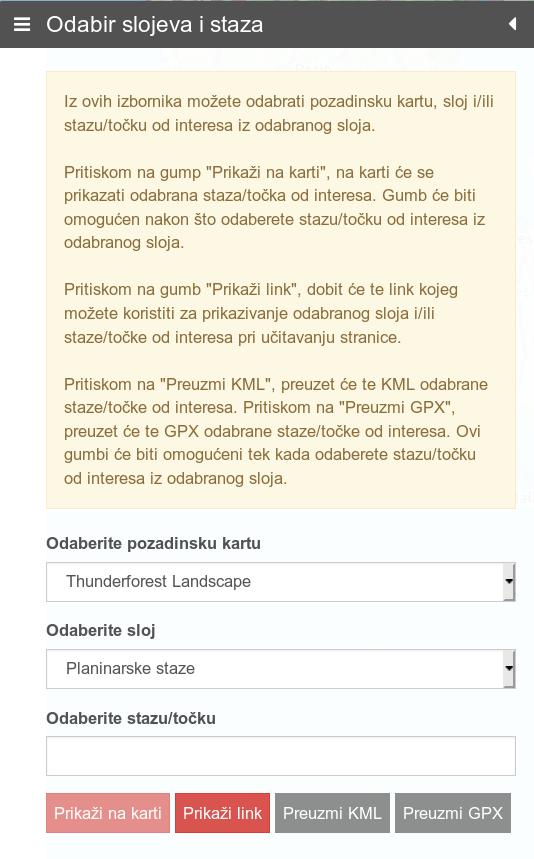 Odabir slojeva i staza
Iz ovih izbornika možete odabrati pozadinsku kartu, sloj i/ili
stazu/točku od interesa iz odabranog sloja.
Pritiskom na gump "Prikaži na karti", na karti će se
prikazati odabrana staza/točka od interesa. Gumb će biti
omogućen nakon što odaberete stazu/točku od interesa iz
odabranog sloja.
Pritiskom na gumb "Prikaži link", dobit će te link kojeg
možete koristiti za prikazivanje odabranog sloja i/ili
staze/točke od interesa pri učitavanju stranice.
Pritiskom na "Preuzmi KML", preuzet će te KML odabrane
staze/točke od interesa. Pritiskom na "Preuzmi GPX",
preuzet će te GPX odabrane staze/točke od interesa. Ovi
gumbi će biti omogućeni tek kada odaberete stazu/točku
od interesa iz odabranog sloja.
Odaberite pozadinsku kartu
Thunderforest Landscape
Odaberite sloj
Planinarske staze
Odaberite stazu/točku
Prikaži na karti Prikaži link Preuzmi KML Preuzmi GPX